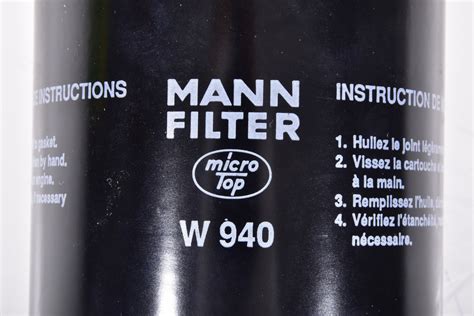 INSTRUCTIONS
gasket.
by hand.
engine.
necessary
MANN
FILTER
micro
Top
W 940
INSTRUCTION DE
1. Huilez le joint
2. Vissez la cartouche
à la main.
3. Remplissez l'huile,
4. Vérifiez l'étanchéité,
nécessaire.